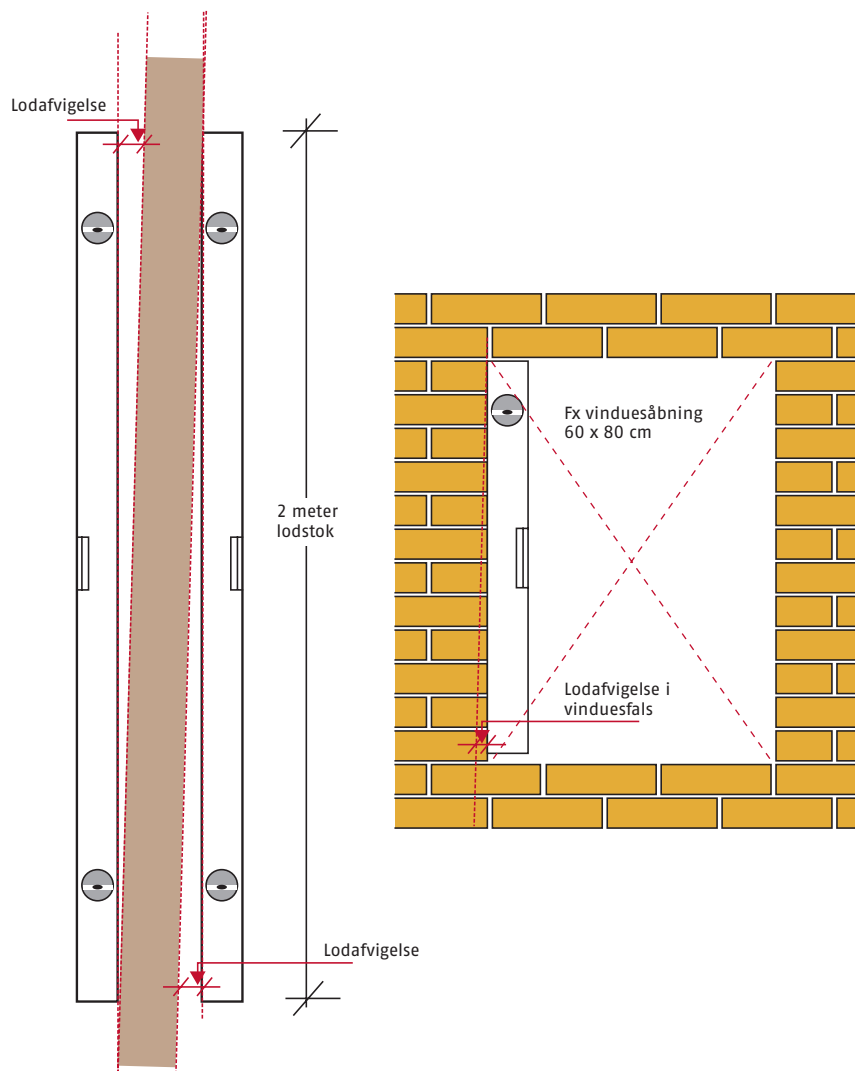 Lodafvigelse
2 meter
lodstok
Lodafvigelse
Fx vinduesåbning
60 x 80 cm
Lodafvigelse i
vinduesfals